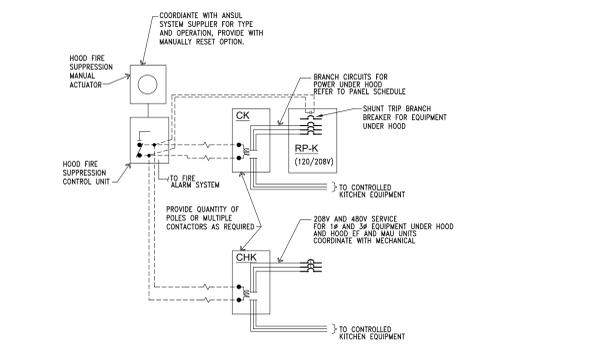 COORDIANTE WITH ANSUL
SYSTEM SUPPLIER FOR TYPE
AND OPERATION, PROVIDE WITH
MANUALLY RESET OPTION.
HOOD FIRE
SUPPRESSION
MANUAL
ACTUATOR
BRANCH CIRCUITS FOR
POWER UNDER HOOD
REFER TO PANEL SCHEDULE
SHUNT TRIP BRANCH
BREAKER FOR EQUIPMENT
UNDER HOOD
CK
RP-K
(120/208V)
HOOD FIRE
SUPPRESSION
CONTROL UNIT
TO FIRE
ALARM SYSTEM
TO CONTROLLED
KITCHEN EQUIPMENT
PROVIDE QUANTITY OF
POLES OR MULTIPLE
CONTACTORS AS REQUIRED
208V AND 480V SERVICE
FOR 1Ø AND 3Ø EQUIPMENT UNDER HOOD
AND HOOD EF AND MAU UNITS
COORDINATE WITH MECHANICAL
CHK
TO CONTROLLED
KITCHEN EQUIPMENT